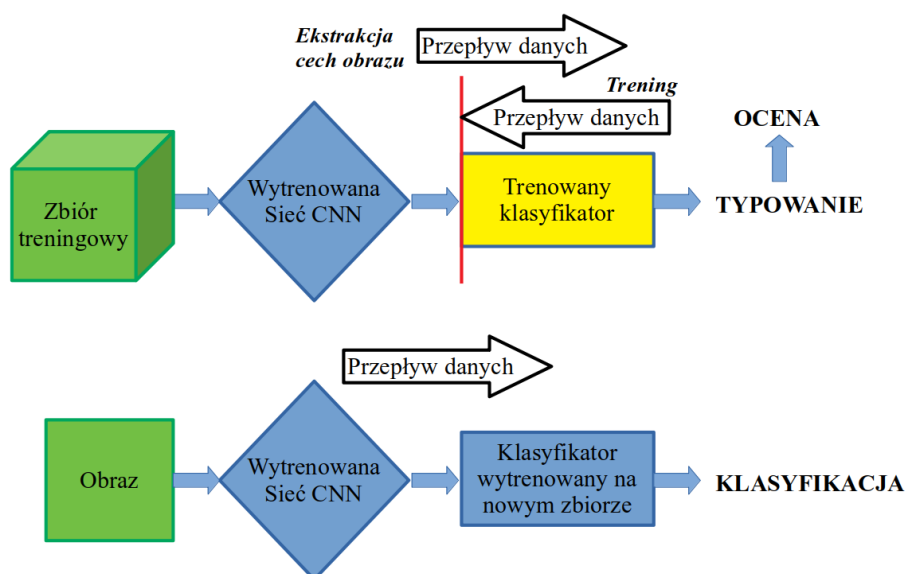 Ekstrakcja
cech obrazu
Przepływ danych
Trening
Przepływ danych
OCENA
Zbiór
treningowy
Wytrenowana
Sieć CNN
Trenowany
klasyfikator
TYPOWANIE
Przepływ danych
Obraz
Wytrenowana
Sieć CNN
Klasyfikator
wytrenowany na
nowym zbiorze
KLASYFIKACJA